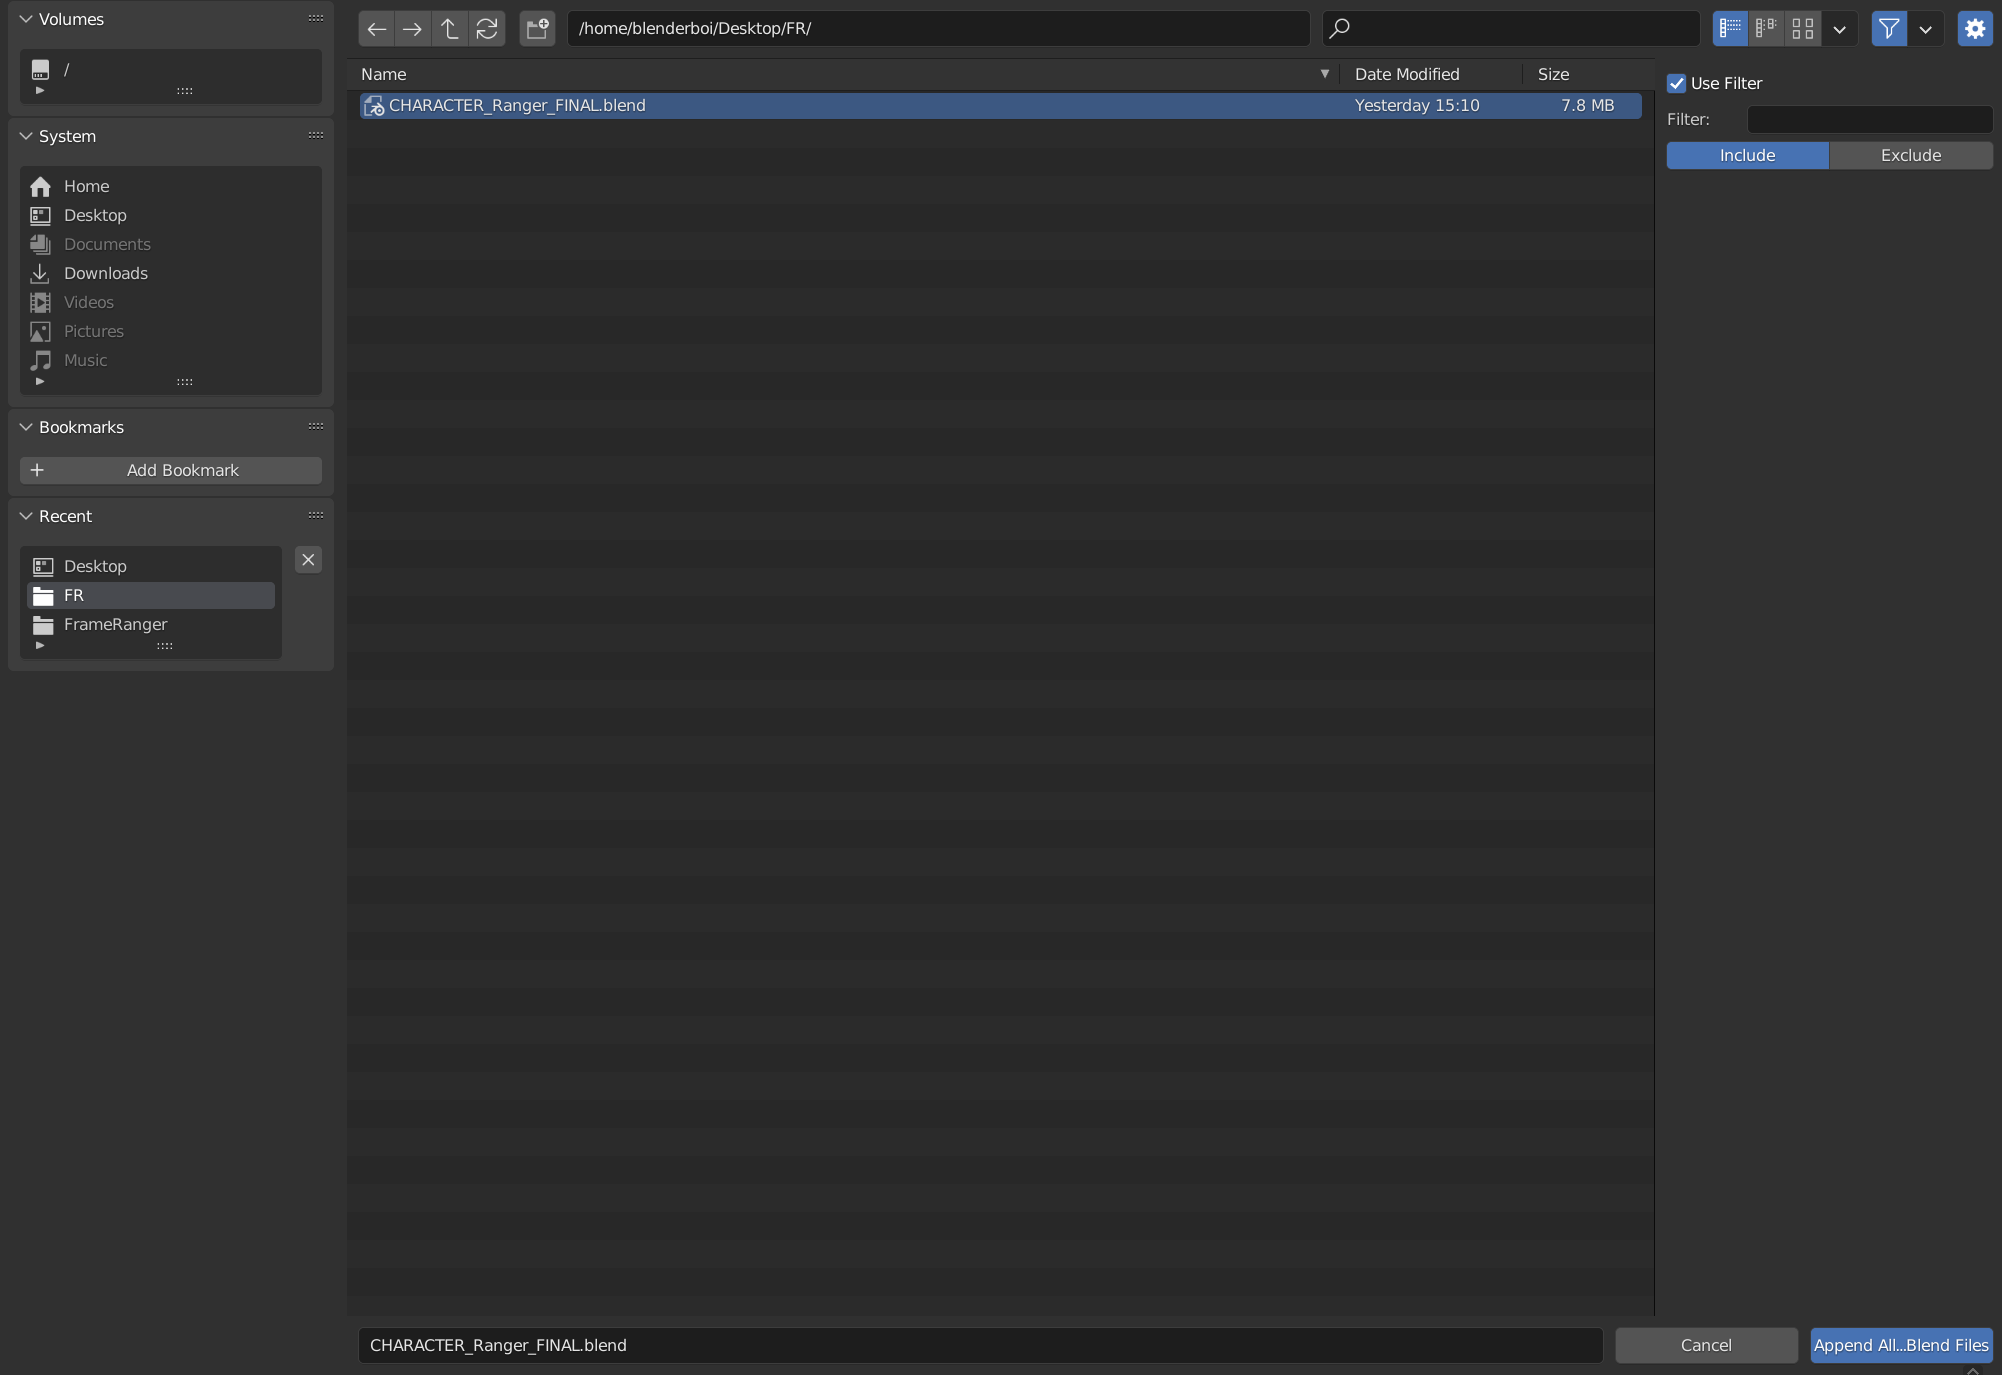 Volumes
/
System
Home
Desktop
Documents
Downloads
Videos
Pictures
Music
Bookmarks
Add Bookmark
Recent
Desktop
FR
FrameRanger
/home/blenderboi/Desktop/FR/
Name Date Modified Size
CHARACTER_Ranger_FINAL.blend Yesterday 15:10 7.8 MB
Use Filter
Filter:
Include Exclude
CHARACTER_Ranger_FINAL.blend Cancel Append All...Blend Files